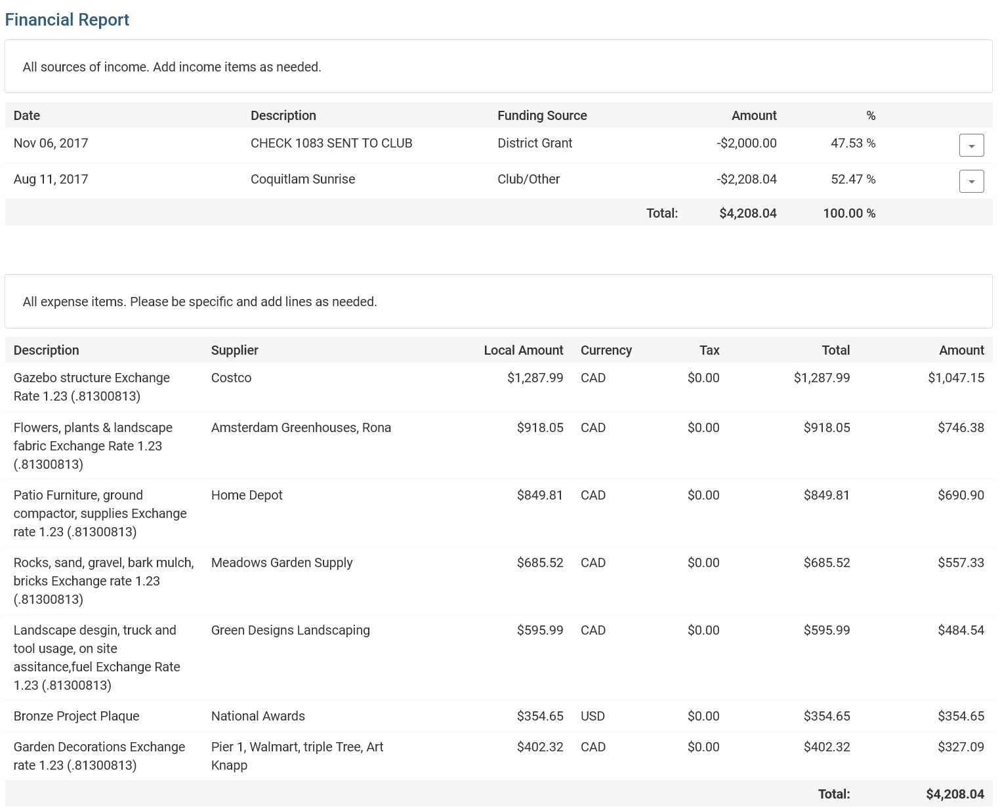 Financial Report
All sources of income. Add income items as needed.
Date Description Funding Source Amount %
Nov 06, 2017 CHECK 1083 SENT TO CLUB District Grant -$2,000.00 47.53 %
Aug 11, 2017 Coquitlam Sunrise Club/Other -$2,208.04 52.47 %
Total: $4,208.04 100.00 %
All expense items. Please be specific and add lines as needed.
Description Supplier Local Amount Currency Tax Total Amount
Gazebo structure Exchange Costco $1,287.99 CAD $0.00 $1,287.99 $1,047.15
Rate 1.23 (.81300813)
Flowers, plants & landscape Amsterdam Greenhouses, Rona $918.05 CAD $0.00 $918.05 $746.38
fabric Exchange Rate 1.23
(.81300813)
Patio Furniture, ground Home Depot $849.81 CAD $0.00 $849.81 $690.90
compactor, supplies Exchange
rate 1.23 (.81300813)
Rocks, sand, gravel, bark mulch, Meadows Garden Supply $685.52 CAD $0.00 $685.52 $557.33
bricks Exchange rate 1.23
(.81300813)
Landscape desgin, truck and Green Designs Landscaping $595.99 CAD $0.00 $595.99 $484.54
tool usage, on site
assitance,fuel Exchange Rate
1.23 (.81300813)
Bronze Project Plaque National Awards $354.65 USD $0.00 $354.65 $354.65
Garden Decorations Exchange Pier 1, Walmart, triple Tree, Art $402.32 CAD $0.00 $402.32 $327.09
rate 1.23 (.81300813) Knapp
Total: $4,208.04